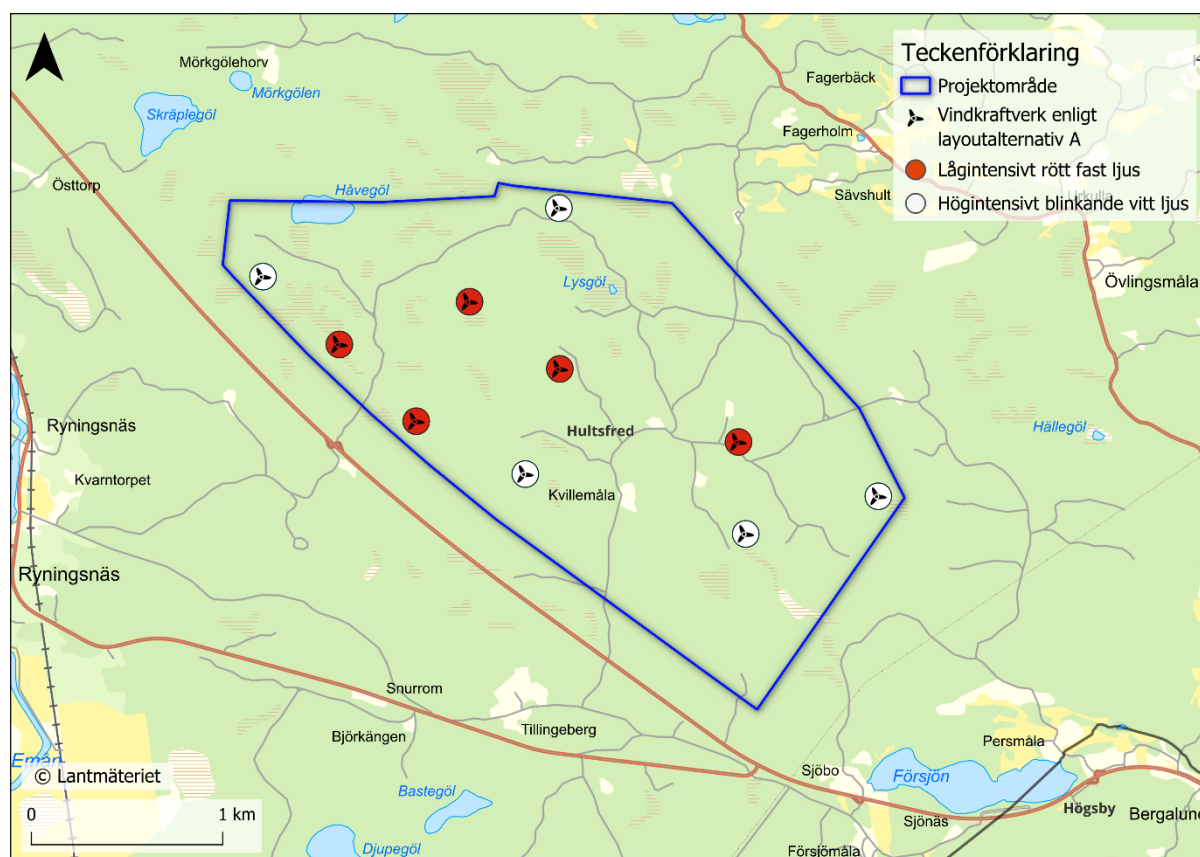 Teckenförklaring
Projektområde
Vindkraftverk enligt
layoutalternativ A
Lågintensivt rött fast ljus
Högintensivt blinkande vitt ljus
Mörkgölehorv
Mörkgölen
Skräplegöl
Östtorp
Håvegöl
Fagerbäck
Fagerholm
Sävshult
Urkulla
Övlingsmåla
Lysgöl
Hultsfred
Kvillemåla
Hällegöl
Ryningsnäs
Kvarntorpet
Ryningsnäs
Snurrom
Björkängen
Tillingeberg
Persmåla
Sjöbo
Försjön
Sjönäs
Högsby
Bergalund
Försjömåla
Bastegöl
Djupegöl
Emån
© Lantmäteriet
0 1 km